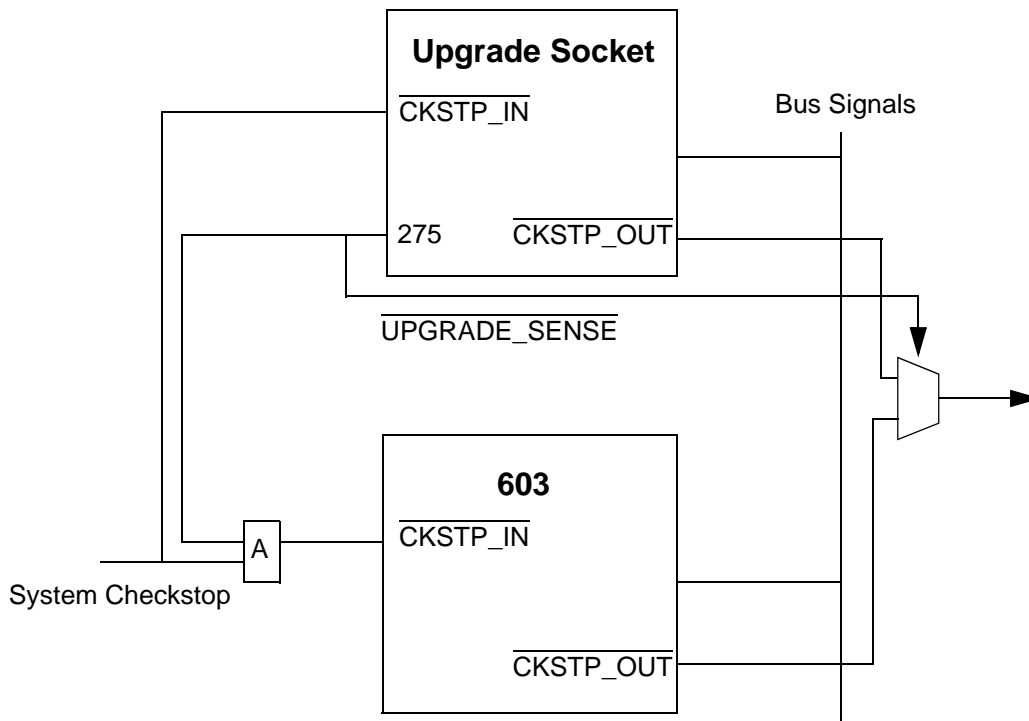 Upgrade Socket
CKSTP_IN
Bus Signals
275
CKSTP_OUT
UPGRADE_SENSE
603
CKSTP_IN
A
System Checkstop
CKSTP_OUT